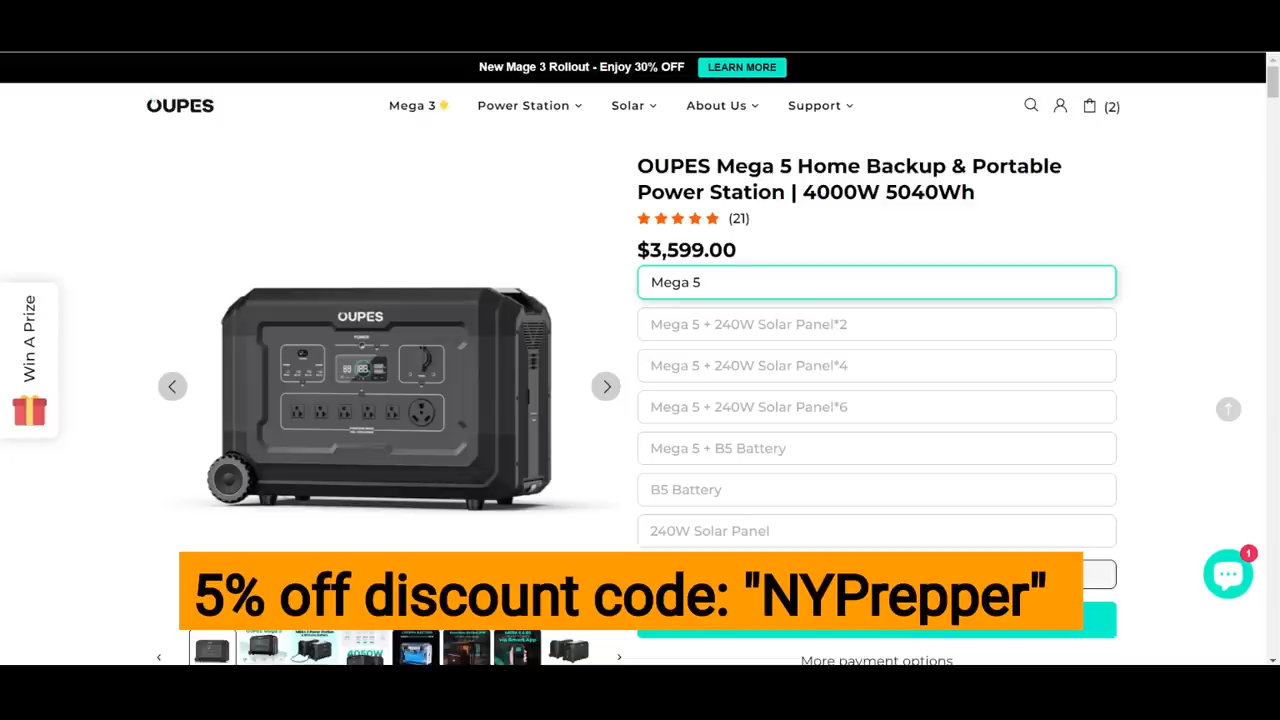 New Mage 3 Rollout - Enjoy 30% OFF LEARN MORE
OUPES Mega 3 Power Station Solar About Us Support (2)
OUPES Mega 5 Home Backup & Portable
Power Station | 4000W 5040Wh
(21)
$3,599.00
Mega 5
Mega 5 + 240W Solar Panel*2
Mega 5 + 240W Solar Panel*4
Mega 5 + 240W Solar Panel*6
Mega 5 + B5 Battery
B5 Battery
240W Solar Panel
Win A Prize
OUPES
POWER
1
5% off discount code: "NYPrepper"
4050W
More payment options